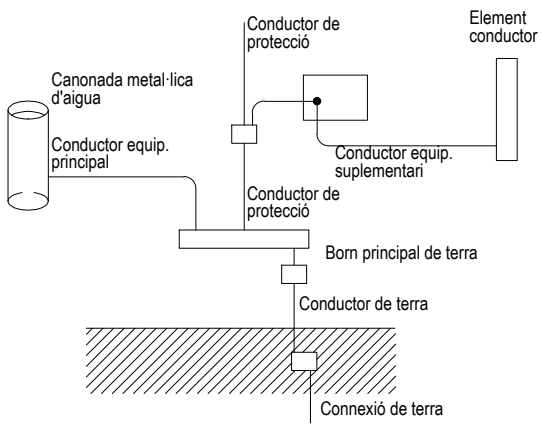 Conductor de
protecció
Element
conductor
Canonada metal·lica
d'aigua
Conductor equip.
principal
Conductor equip.
suplementari
Conductor de
protecció
Born principal de terra
Conductor de terra
Connexió de terra